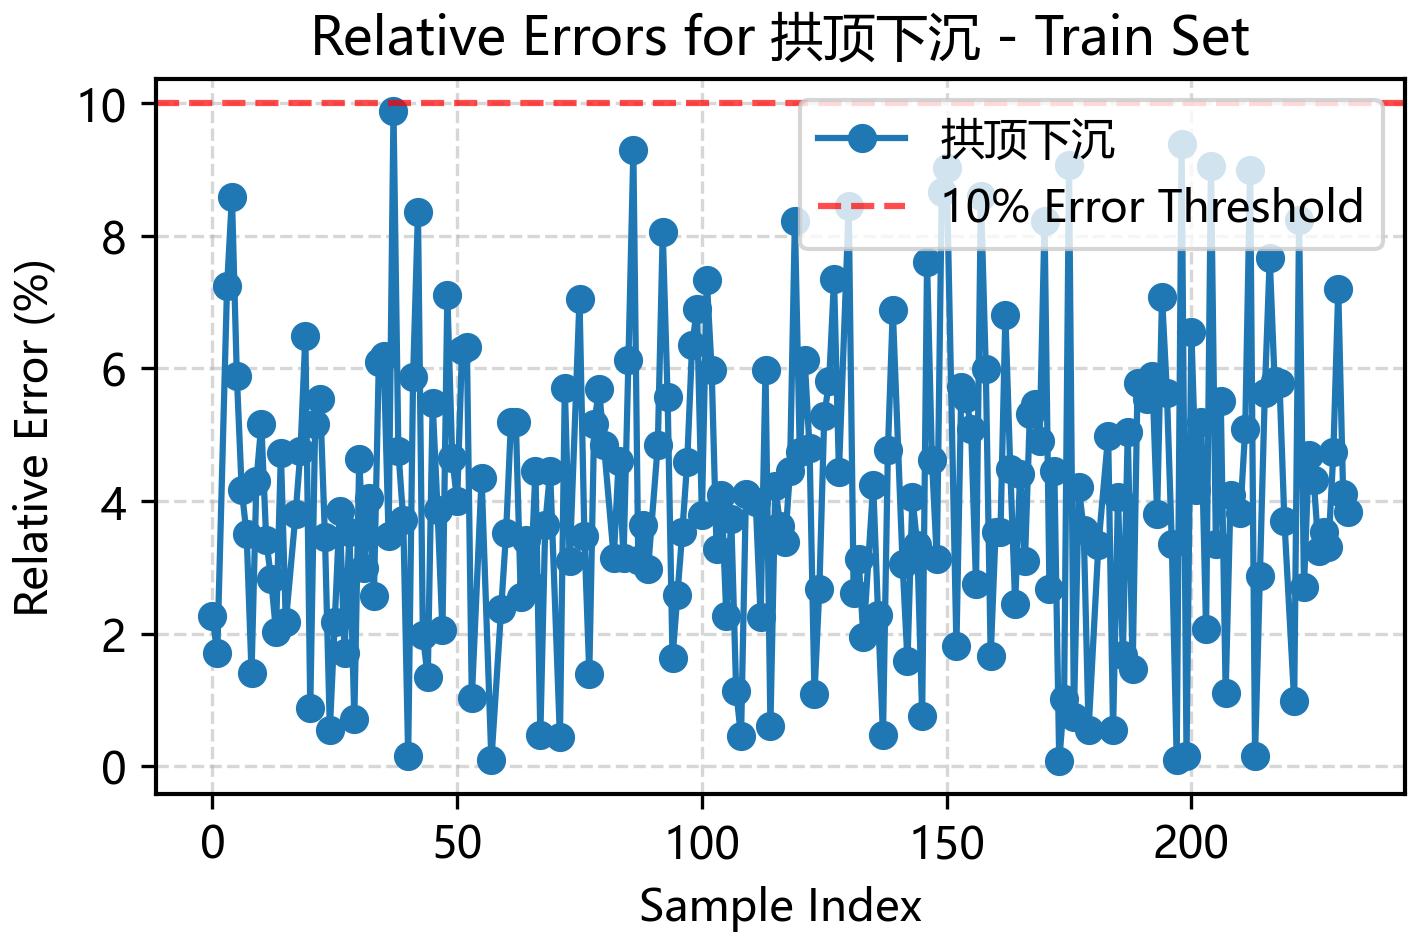 Relative Errors for 拱顶下沉 - Train Set
10
8
6
4
2
0
Relative Error (%)
拱顶下沉
10% Error Threshold
0
50
100
150
200
Sample Index